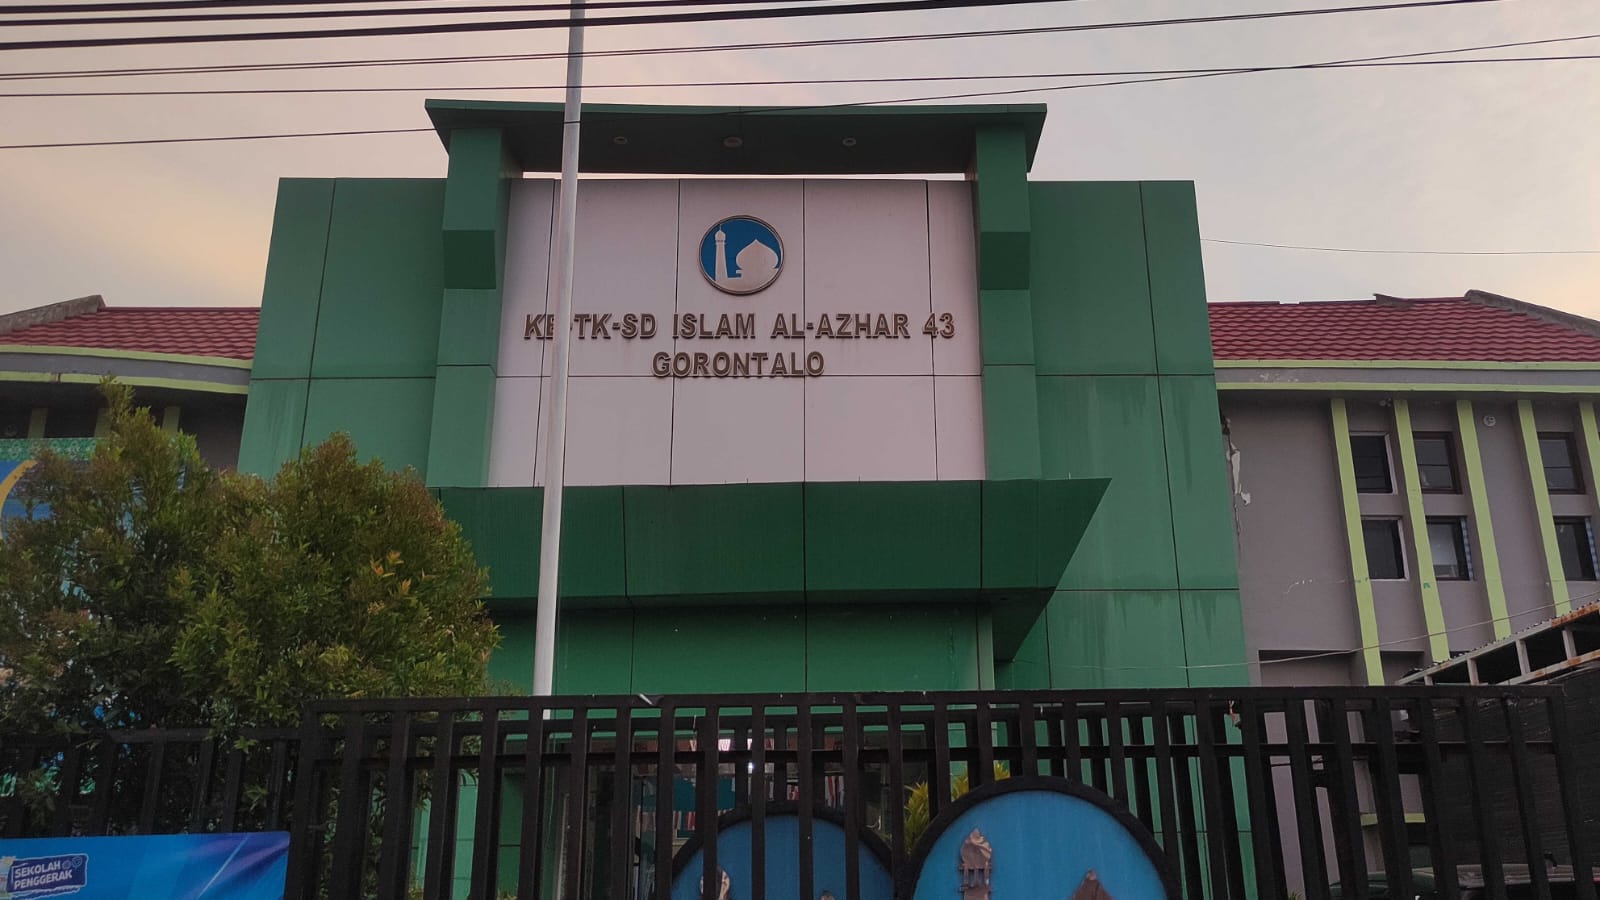 KB-TK-SD ISLAM AL-AZHAR 43
GORONTALO
SEKOLAH
PENGGERAK